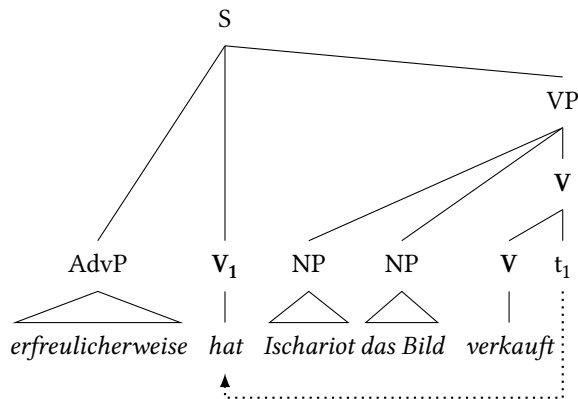 S
VP
V
AdvP V₁ NP NP V t₁
erfreulicherweise hat Ischariot das Bild verkauft